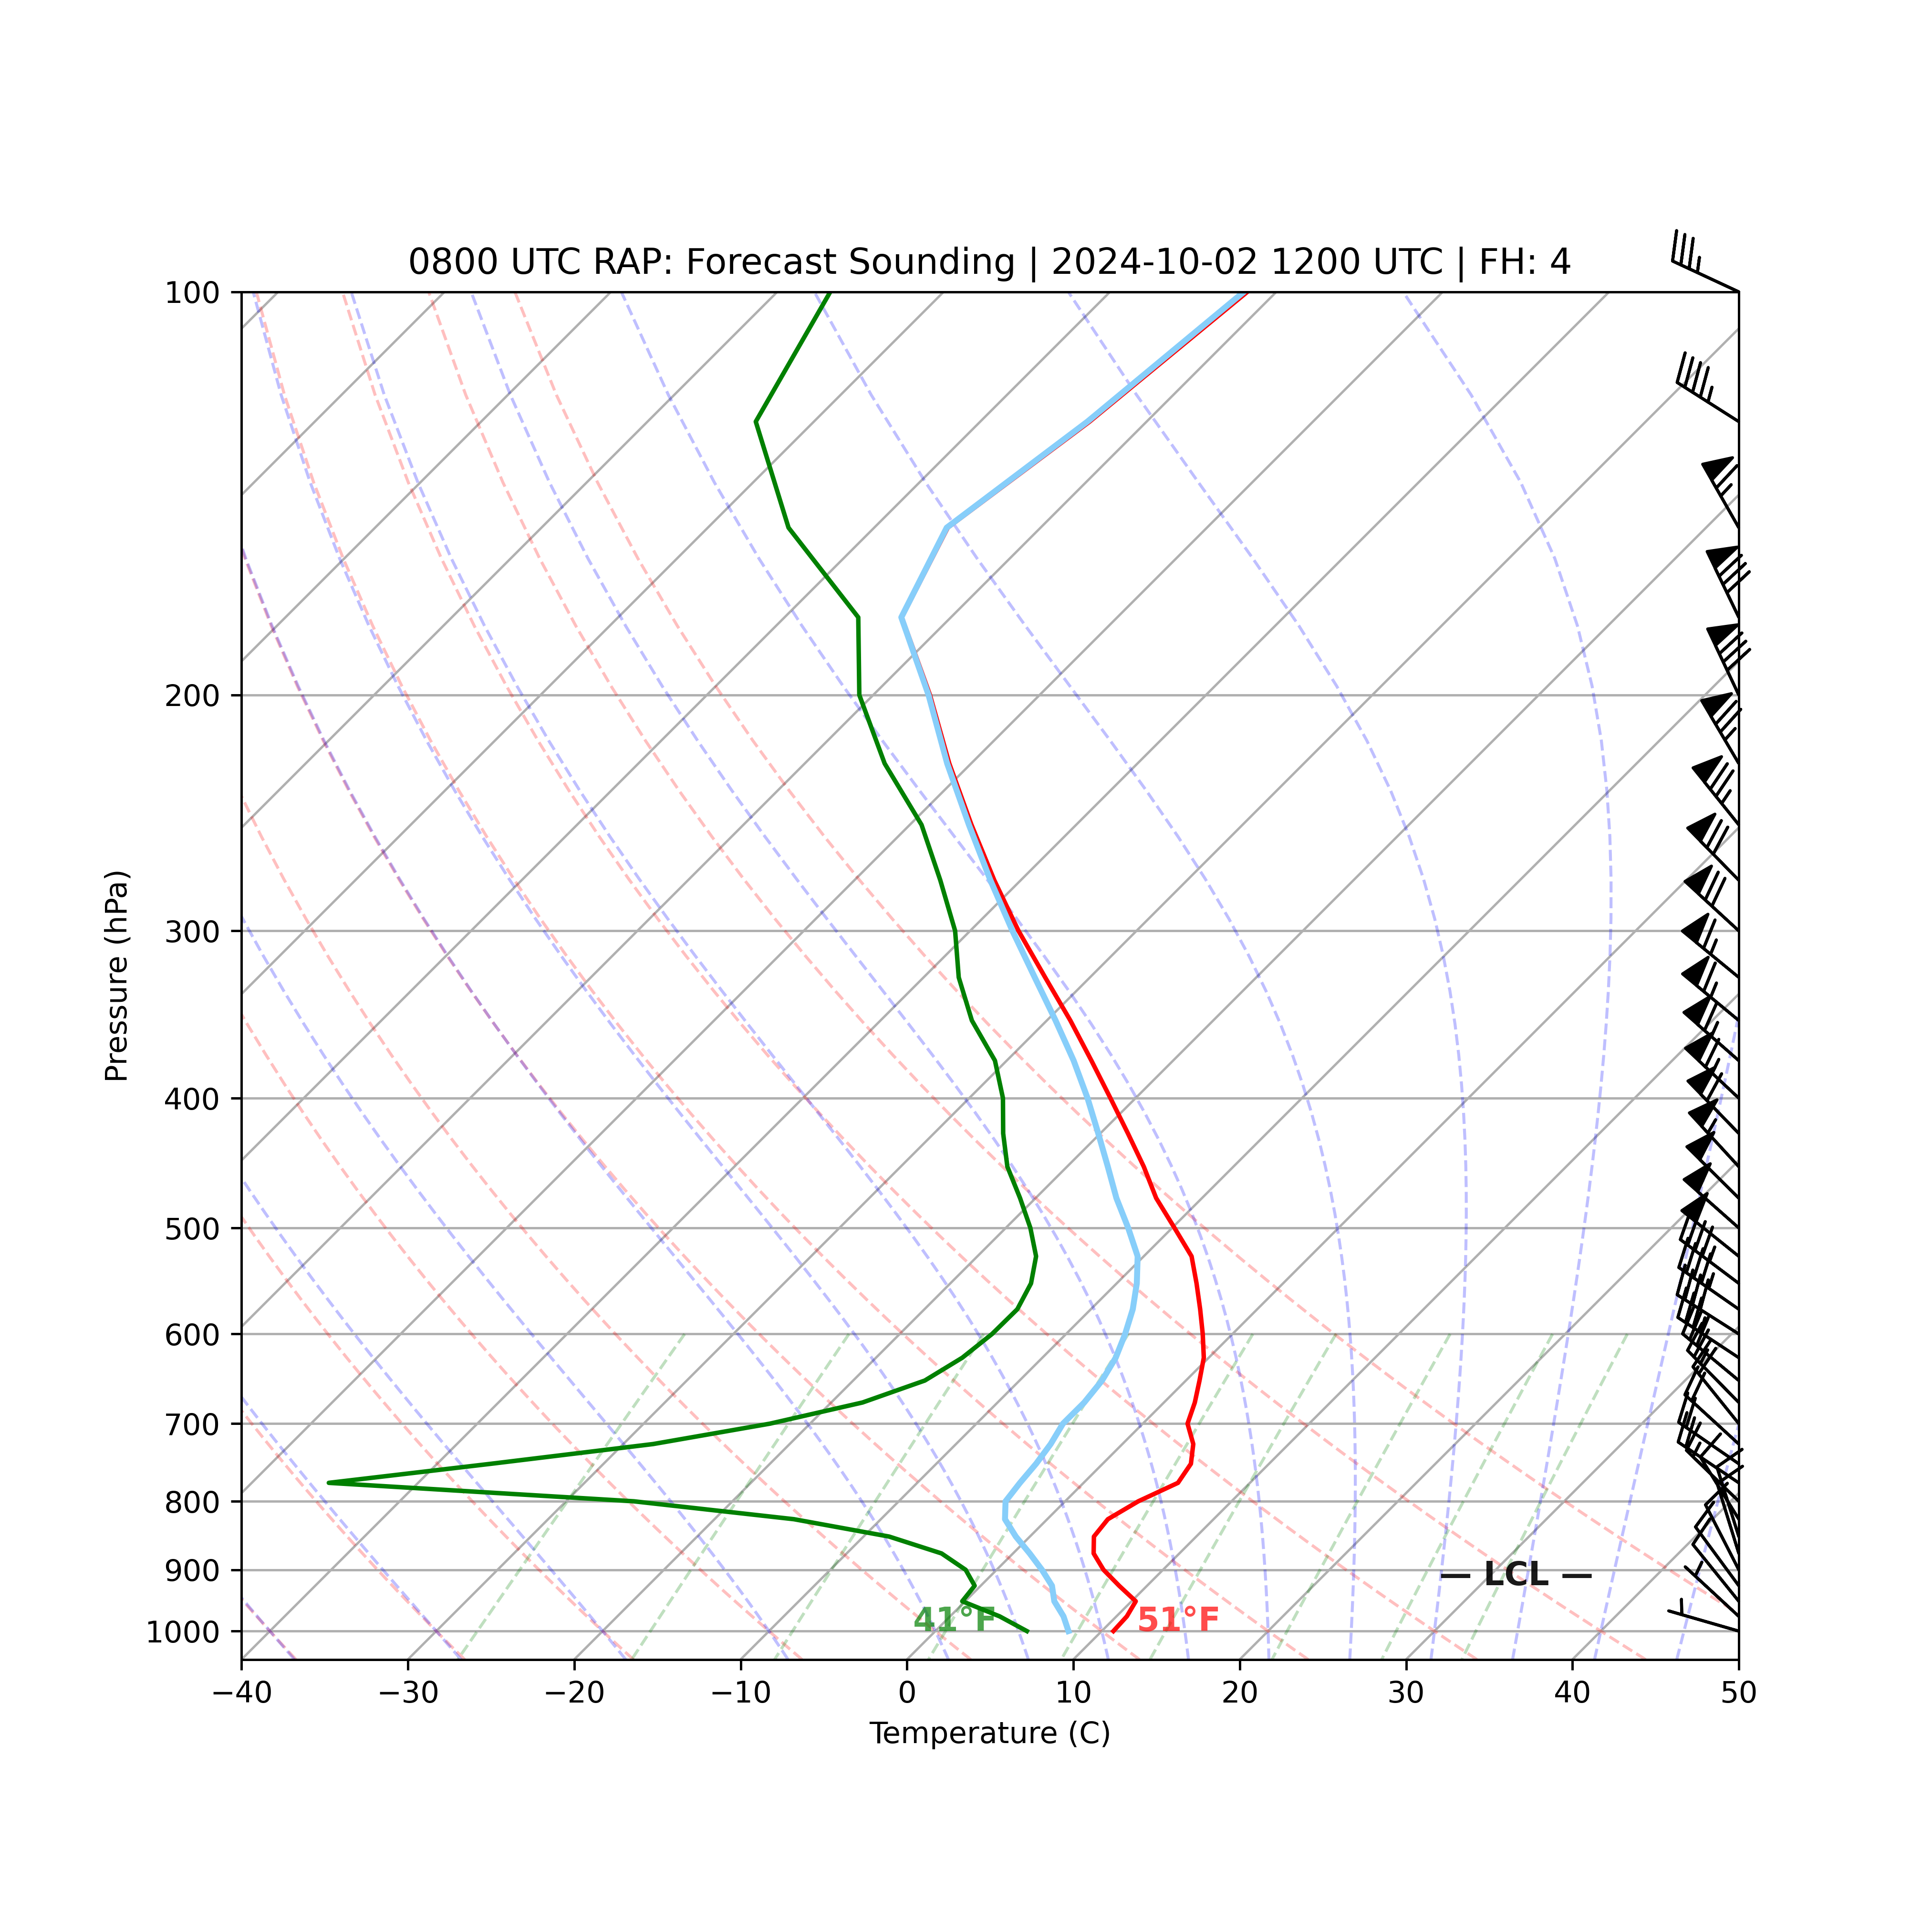 0800 UTC RAP: Forecast Sounding | 2024-10-02 1200 UTC | FH: 4
100
200
300
400
500
600
700
800
900
1000
Pressure (hPa)
— LCL —
41°F
51°F
−40 −30 −20 −10 0 10 20 30 40 50
Temperature (C)